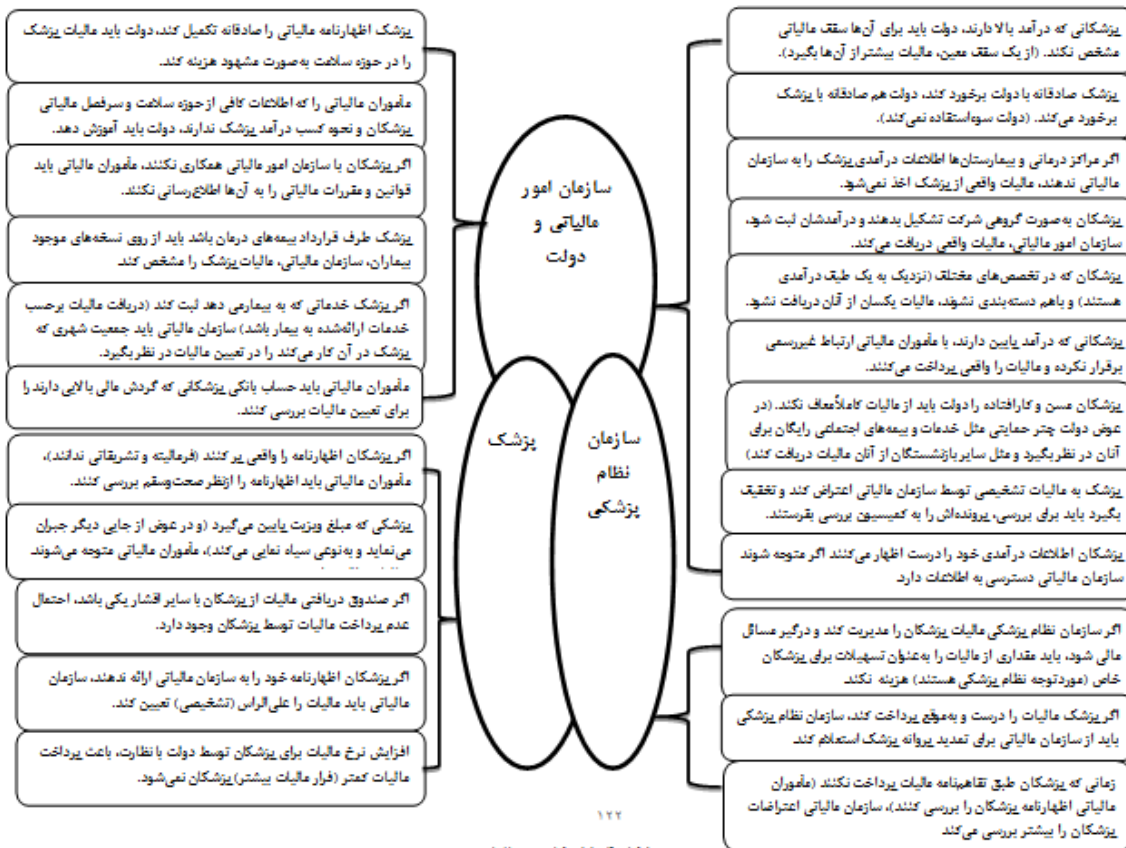 پزشکانی که درآمد بالا دارند، دولت باید برای آن‌ها سقف مالیاتی
مشخص نکند. (از یک سقف معین، مالیات بیشتر از آن‌ها بگیرد).
پزشک صادقانه با دولت برخورد کند، دولت هم صادقانه با پزشک
برخورد می‌کند. (دولت سوءاستفاده نمی‌کند).
اگر مراکز درمانی و بیمارستان‌ها اطلاعات درآمدی پزشک را به سازمان
مالیاتی ندهند، مالیات واقعی از پزشک اخذ نمی‌شود.
پزشکان به‌صورت گروهی شرکت تشکیل بدهند و درآمدشان ثبت شود،
سازمان امور مالیاتی، مالیات واقعی دریافت می‌کند.
پزشکان که در تخصص‌های مختلف (نزدیک به یک طیف درآمدی
هستند) و باهم دسته‌بندی نشوند، مالیات یکسان از آنان دریافت نشود.
پزشکانی که درآمد پایین دارند، با مأموران مالیاتی ارتباط غیررسمی
برقرار نکرده و مالیات را واقعی پرداخت می‌کنند.
پزشکان مسن و کارافتاده را دولت باید از مالیات کاملاً معاف نکند. (در
عوض دولت چتر حمایتی مثل خدمات و بیمه‌های اجتماعی رایگان برای
آنان در نظر بگیرد و مثل سایر بازنشستگان از آنان مالیات دریافت کند)
پزشک به مالیات تشخیصی توسط سازمان مالیاتی اعتراض کند و تخفیف
بگیرد باید برای بررسی، پرونده‌اش را به کمیسیون بررسی بفرستند.
پزشکان اطلاعات درآمدی خود را درست اظهار می‌کنند اگر متوجه شوند
سازمان مالیاتی دسترسی به اطلاعات دارد.
اگر سازمان نظام پزشکی مالیات پزشکان را مدیریت کند و درگیر مسائل
مالی شود، باید مقداری از مالیات را به‌عنوان تسهیلات برای پزشکان
خاص (موردتوجه نظام پزشکی هستند) هزینه نکند.
اگر پزشک مالیات را درست و به‌موقع پرداخت کند، سازمان نظام پزشکی
باید از سازمان مالیاتی برای تمدید پروانه پزشک استعلام کند.
زمانی که پزشکان طبق تفاهم‌نامه مالیات پرداخت نکنند (مأموران
مالیاتی اظهارنامه پزشکان را بررسی کنند)، سازمان مالیاتی اعتراضات
پزشکان را بیشتر بررسی می‌کند
سازمان امور
مالیاتی و
دولت
سازمان
نظام
پزشکی
پزشک
پزشک اظهارنامه مالیاتی را صادقانه تکمیل کند، دولت باید مالیات پزشک
را در حوزه سلامت به‌صورت مشهود هزینه کند.
مأموران مالیاتی را که اطلاعات کافی از حوزه سلامت و سرفصل مالیاتی
پزشکان و نحوه کسب درآمد پزشک ندارند، دولت باید آموزش دهد.
اگر پزشکان با سازمان امور مالیاتی همکاری نکنند، مأموران مالیاتی باید
قوانین و مقررات مالیاتی را به آن‌ها اطلاع‌رسانی نکنند.
پزشک طرف قرارداد بیمه‌های درمان باشد باید از روی نسخه‌های موجود
بیماران، سازمان مالیاتی، مالیات پزشک را مشخص کند.
اگر پزشک خدماتی که به بیمارمی دهد ثبت کند (دریافت مالیات برحسب
خدمات ارائه‌شده به بیمار باشد) سازمان مالیاتی باید جمعیت شهری که
پزشک در آن کار می‌کند را در تعیین مالیات در نظر بگیرد.
مأموران مالیاتی باید حساب بانکی پزشکانی که گردش مالی بالایی دارند را
برای تعیین مالیات بررسی کنند.
اگر پزشکان اظهارنامه را واقعی پر کنند (فرمالیته و تشریفاتی ندانند)،
مأموران مالیاتی باید اظهارنامه را ازنظر صحت‌وسقم بررسی کنند.
پزشکی که مبلغ ویزیت پایین می‌گیرد (و در عوض از جایی دیگر جبران
می‌نماید و به‌نوعی سیاه نمایی می‌کند)، مأموران مالیاتی متوجه می‌شوند
اگر صندوق دریافتی مالیات از پزشکان با سایر اقشار یکی باشد، احتمال
عدم پرداخت مالیات توسط پزشکان وجود دارد.
اگر پزشکان اظهارنامه خود را به سازمان مالیاتی ارائه ندهند، سازمان
مالیاتی باید مالیات را علی‌الراس (تشخیصی) تعیین کند.
افزایش نرخ مالیات برای پزشکان توسط دولت با نظارت، باعث پرداخت
مالیات کمتر (فرار مالیات بیشتر) پزشکان نمی‌شود.
۱۲۲